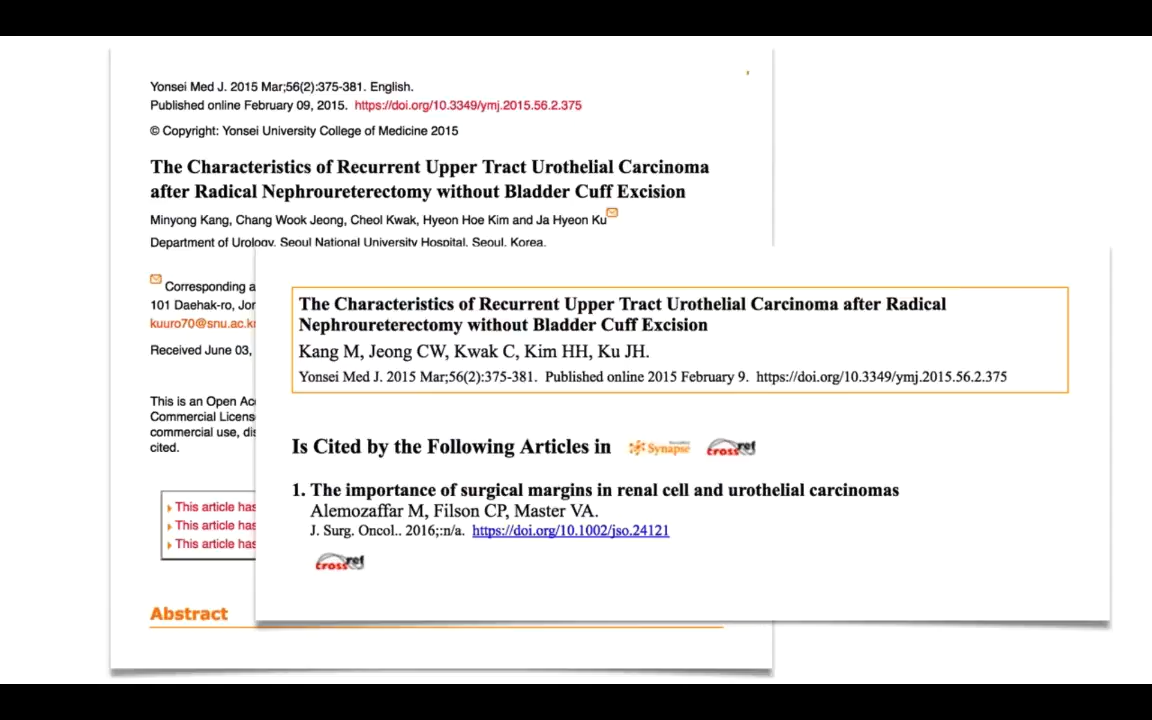 Yonsei Med J. 2015 Mar;56(2):375-381. English.
Published online February 09, 2015. https://doi.org/10.3349/ymj.2015.56.2.375
© Copyright: Yonsei University College of Medicine 2015
The Characteristics of Recurrent Upper Tract Urothelial Carcinoma
after Radical Nephroureterectomy without Bladder Cuff Excision
Minyong Kang, Chang Wook Jeong, Cheol Kwak, Hyeon Hoe Kim and Ja Hyeon Ku
Department of Urology, Seoul National University Hospital, Seoul, Korea.
Corresponding a
101 Daehak-ro, Jor
kuuro70@snu.ac.kr
Received June 03,
This is an Open Ac
Commercial Licens
commercial use, dis
cited.
This article has
This article has
This article has
Abstract
The Characteristics of Recurrent Upper Tract Urothelial Carcinoma after Radical
Nephroureterectomy without Bladder Cuff Excision
Kang M, Jeong CW, Kwak C, Kim HH, Ku JH.
Yonsei Med J. 2015 Mar;56(2):375-381. Published online 2015 February 9. https://doi.org/10.3349/ymj.2015.56.2.375
Is Cited by the Following Articles in Synapse crossref
1. The importance of surgical margins in renal cell and urothelial carcinomas
Alemozaffar M, Filson CP, Master VA.
J. Surg. Oncol.. 2016;:n/a. https://doi.org/10.1002/jso.24121
crossref